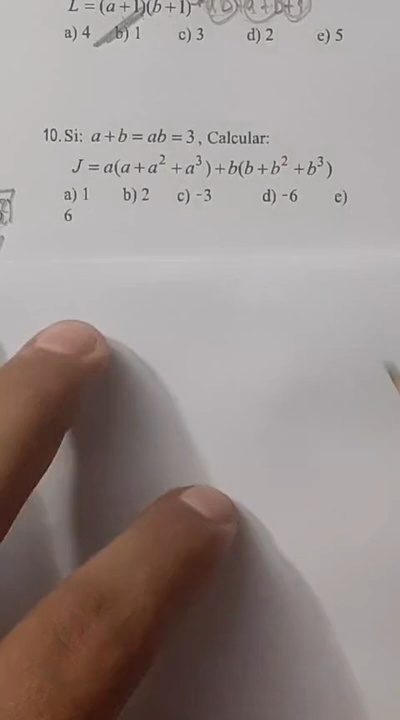 L = (a+1)(b+1)
a) 4 b) 1 c) 3 d) 2 e) 5
10. Si: a + b = ab = 3, Calcular:
J = a(a + a² + a³) + b(b + b² + b³)
a) 1 b) 2 c) -3 d) -6 e)
6